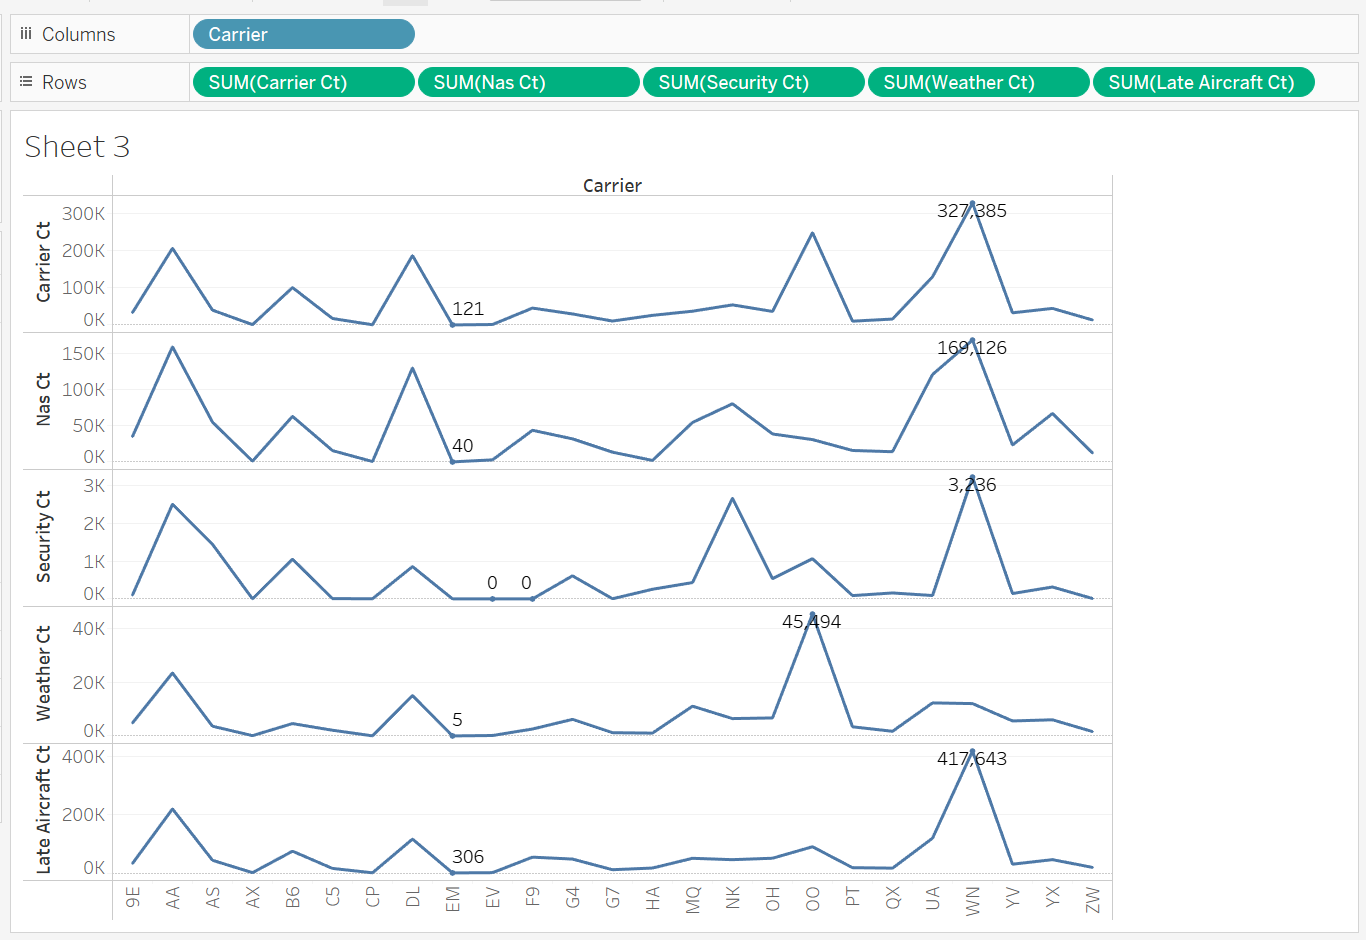 Columns
Carrier
Rows
SUM(Carrier Ct) SUM(Nas Ct) SUM(Security Ct) SUM(Weather Ct) SUM(Late Aircraft Ct)
Sheet 3
Carrier
Carrier Ct
300K
200K
100K
0K
327,385
121
Nas Ct
150K
100K
50K
0K
169,126
40
Security Ct
3K
2K
1K
0K
3,236
0 0
Weather Ct
40K
20K
0K
45,494
5
Late Aircraft Ct
400K
200K
0K
417,643
306
9E AA AS AX B6 C5 CP DL EM EV F9 G4 G7 HA MQ NK OH OO PT QX UA WN YV YX ZW